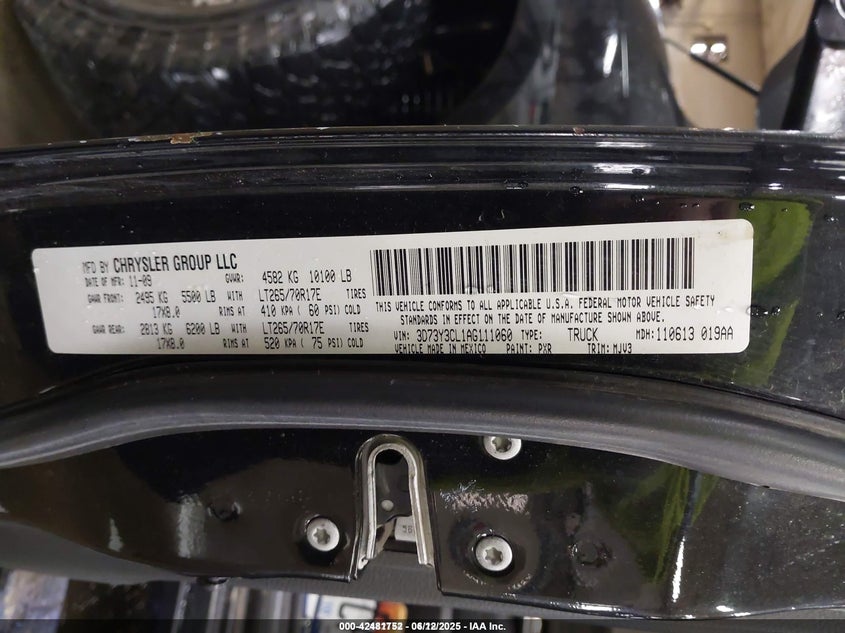 MFD BY CHRYSLER GROUP LLC
DATE OF MFR: 11-09 GVWR: 4582 KG 10100 LB
GAWR FRONT: 2495 KG 5500 LB WITH LT265/70R17E TIRES
17X8.0 RIMS AT 410 KPA ( 60 PSI) COLD
GAWR REAR: 2813 KG 6200 LB WITH LT265/70R17E TIRES
17X8.0 RIMS AT 520 KPA ( 75 PSI) COLD
THIS VEHICLE CONFORMS TO ALL APPLICABLE U.S.A. FEDERAL MOTOR VEHICLE SAFETY
STANDARDS IN EFFECT ON THE DATE OF MANUFACTURE SHOWN ABOVE.
VIN: 3D73Y3CL1AG111060 TYPE: TRUCK MDH: 110613 019AA
VEHICLE MADE IN MEXICO PAINT: PXR TRIM: MJV3
000-42481752 - 06/12/2025 - IAA Inc.